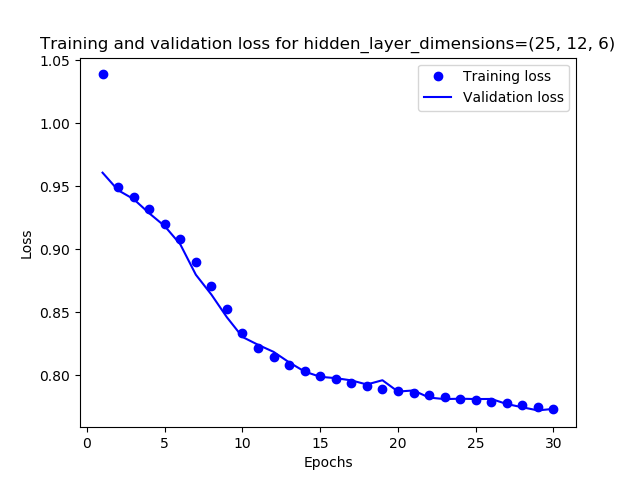 Training and validation loss for hidden_layer_dimensions=(25, 12, 6)
Training loss
Validation loss
Loss
1.05
1.00
0.95
0.90
0.85
0.80
0 5 10 15 20 25 30
Epochs